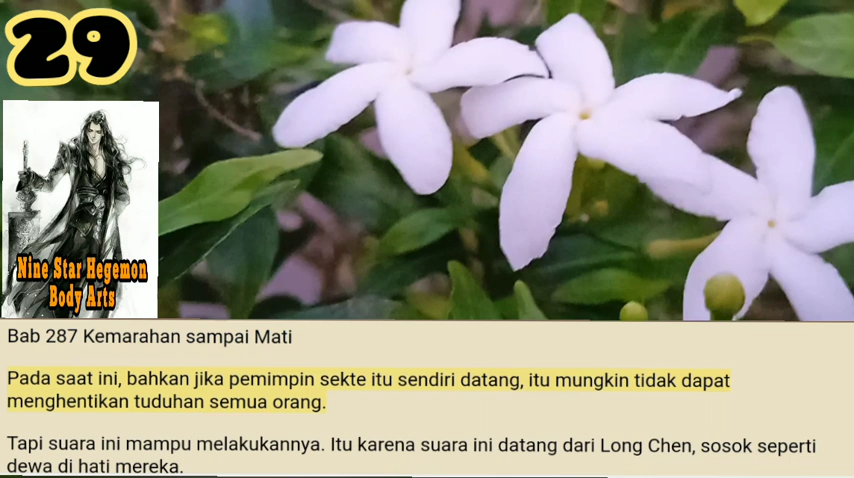 29
Nine Star Hegemon
Body Arts
Bab 287 Kemarahan sampai Mati
Pada saat ini, bahkan jika pemimpin sekte itu sendiri datang, itu mungkin tidak dapat
menghentikan tuduhan semua orang.
Tapi suara ini mampu melakukannya. Itu karena suara ini datang dari Long Chen, sosok seperti
dewa di hati mereka.